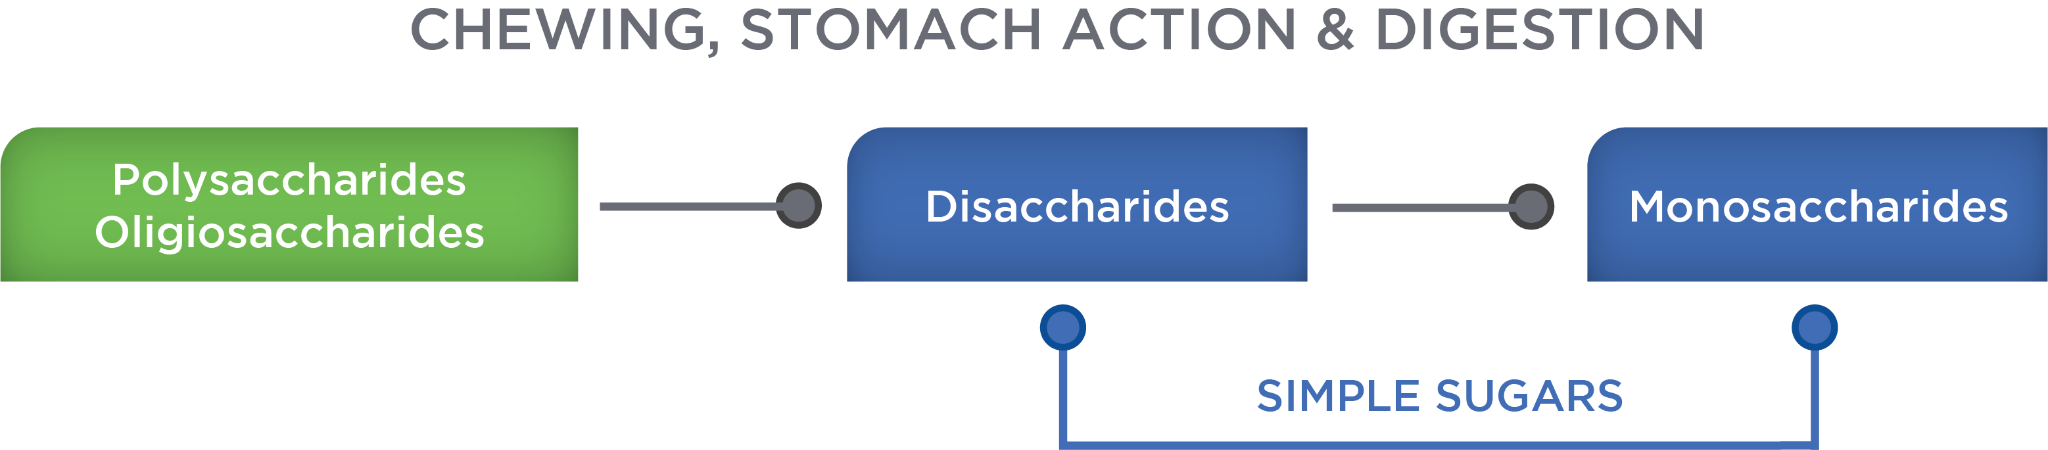 CHEWING, STOMACH ACTION & DIGESTION
Polysaccharides
Oligiosaccharides
Disaccharides
Monosaccharides
SIMPLE SUGARS